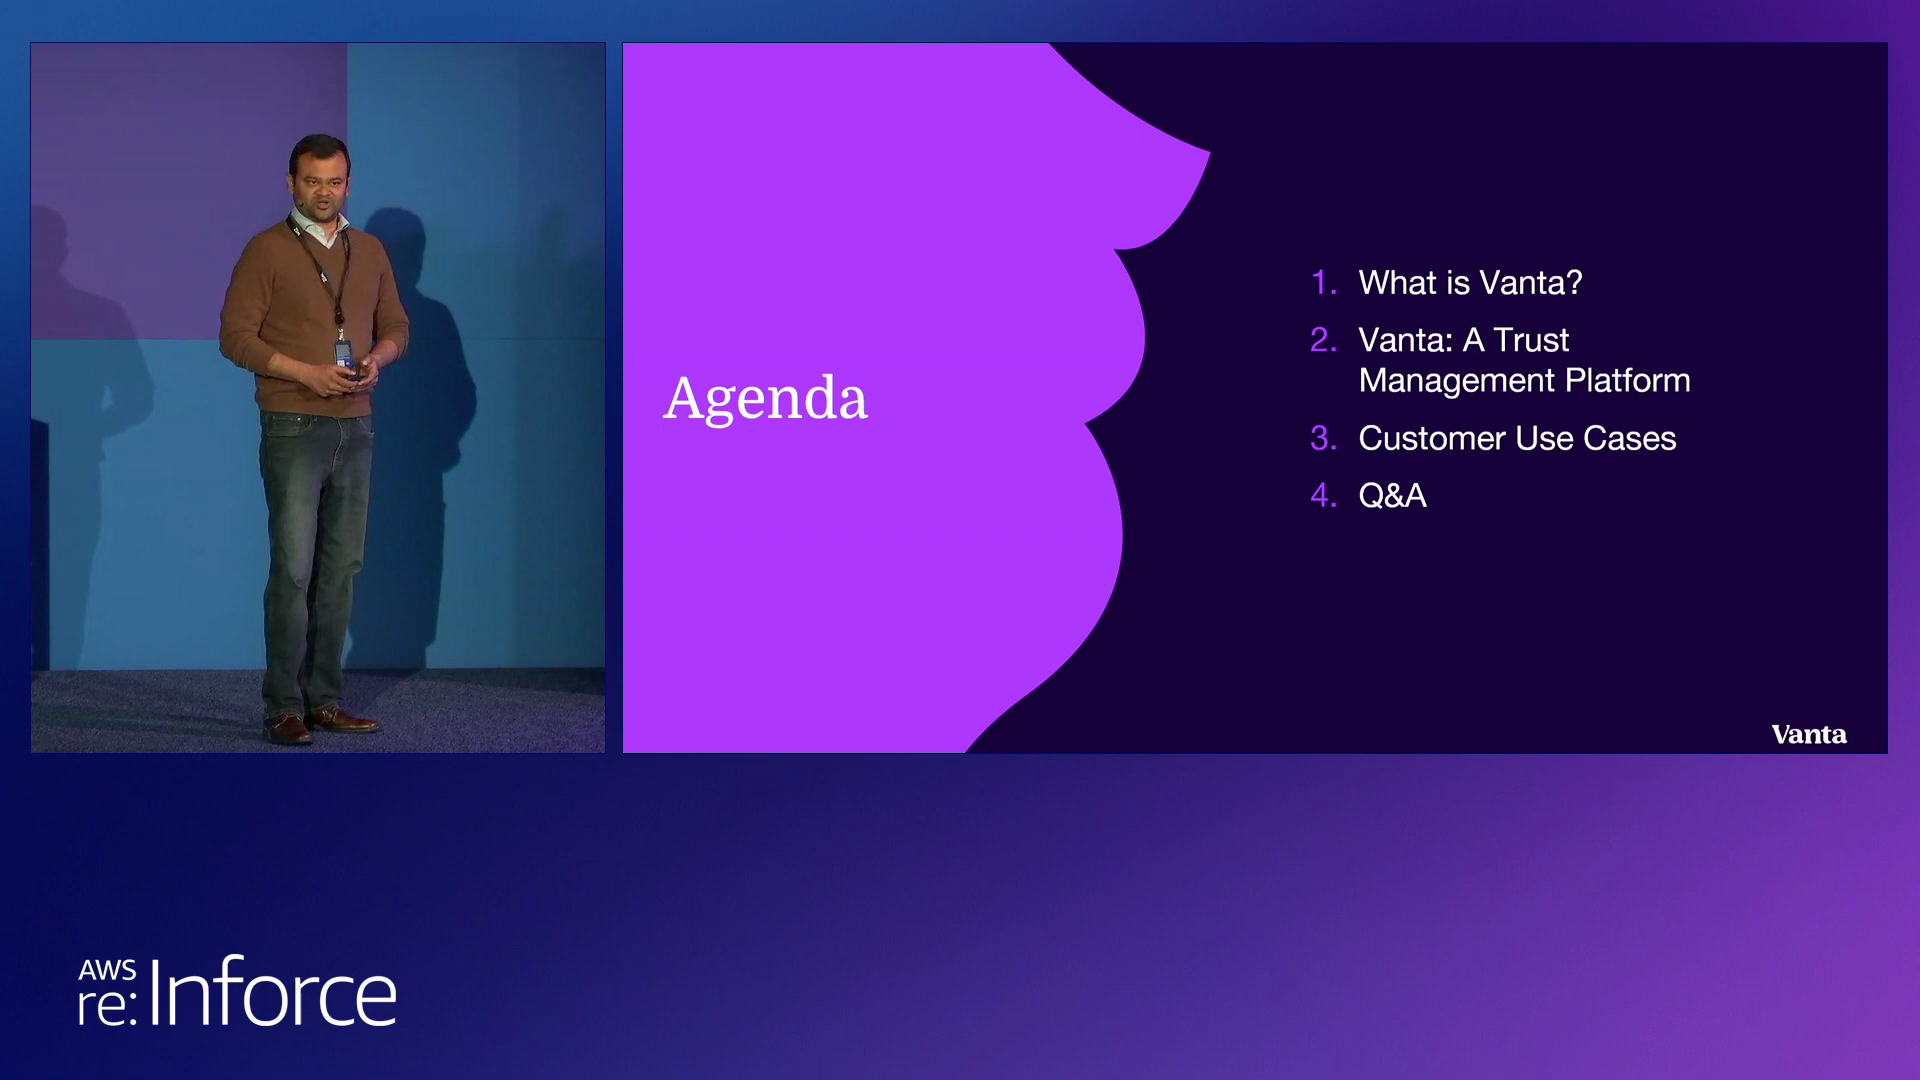 Agenda
1. What is Vanta?
2. Vanta: A Trust
Management Platform
3. Customer Use Cases
4. Q&A
Vanta
AWS
re:Inforce